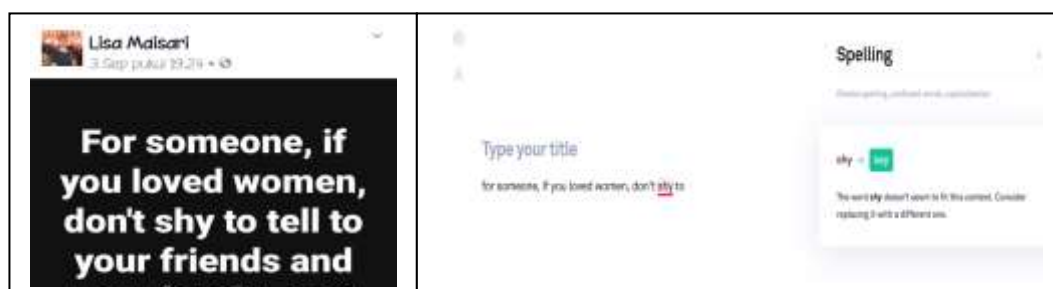 Lisa Maisari
3 Sep pukul 19.24
For someone, if
you loved women,
don't shy to tell to
your friends and
Type your title
for someone, if you loved women, don't shy to
Spelling
shy
The word shy doesn't seem to fit this context. Consider
replacing it with a different one.